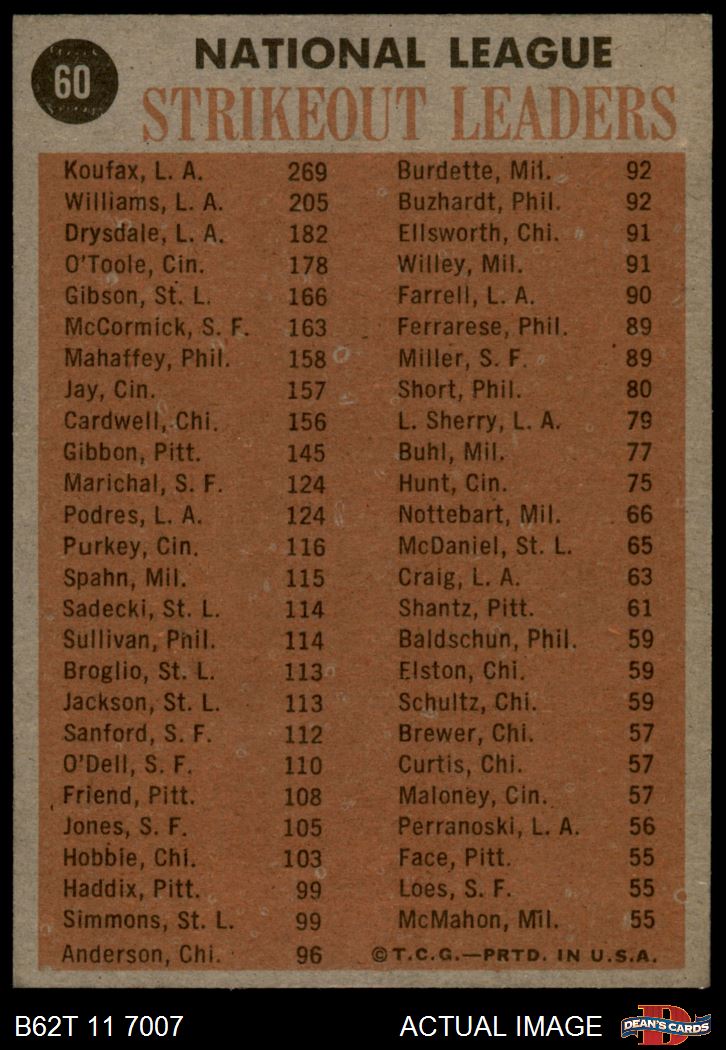 60
NATIONAL LEAGUE
STRIKEOUT LEADERS
Koufax, L. A. 269
Williams, L. A. 205
Drysdale, L. A. 182
O'Toole, Cin. 178
Gibson, St. L. 166
McCormick, S. F. 163
Mahaffey, Phil. 158
Jay, Cin. 157
Cardwell, Chi. 156
Gibbon, Pitt. 145
Marichal, S. F. 124
Podres, L. A. 124
Purkey, Cin. 116
Spahn, Mil. 115
Sadecki, St. L. 114
Sullivan, Phil. 114
Broglio, St. L. 113
Jackson, St. L. 113
Sanford, S. F. 112
O'Dell, S. F. 110
Friend, Pitt. 108
Jones, S. F. 105
Hobbie, Chi. 103
Haddix, Pitt. 99
Simmons, St. L. 99
Anderson, Chi. 96
Burdette, Mil. 92
Buzhardt, Phil. 92
Ellsworth, Chi. 91
Willey, Mil. 91
Farrell, L. A. 90
Ferrarese, Phil. 89
Miller, S. F. 89
Short, Phil. 80
L. Sherry, L. A. 79
Buhl, Mil. 77
Hunt, Cin. 75
Nottebart, Mil. 66
McDaniel, St. L. 65
Craig, L. A. 63
Shantz, Pitt. 61
Baldschun, Phil. 59
Elston, Chi. 59
Schultz, Chi. 59
Brewer, Chi. 57
Curtis, Chi. 57
Maloney, Cin. 57
Perranoski, L. A. 56
Face, Pitt. 55
Loes, S. F. 55
McMahon, Mil. 55
©T.C.G.—PRTD. IN U.S.A.
B62T 11 7007 ACTUAL IMAGE
D
DEAN'S CARDS